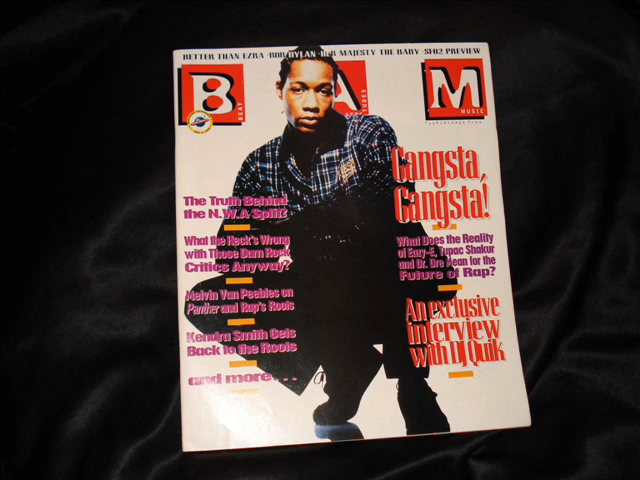 BETTER THAN EZRA · BOB DYLAN · HER MAJESTY THE BABY · SFO2 PREVIEW
B A M
BEAT
MUSIC
The Truth Behind
the N.W.A Split?
What the Heck's Wrong
with Those Darn Rock
Critics Anyway?
Melvin Van Peebles on
Panther and Rap's Roots
Kendra Smith Gets
Back to the Roots
and more...
Gangsta,
Gangsta!
What Does the Reality
of Eazy-E, Tupac Shakur
and Dr. Dre Mean for the
Future of Rap?
An exclusive
interview
with DJ Quik